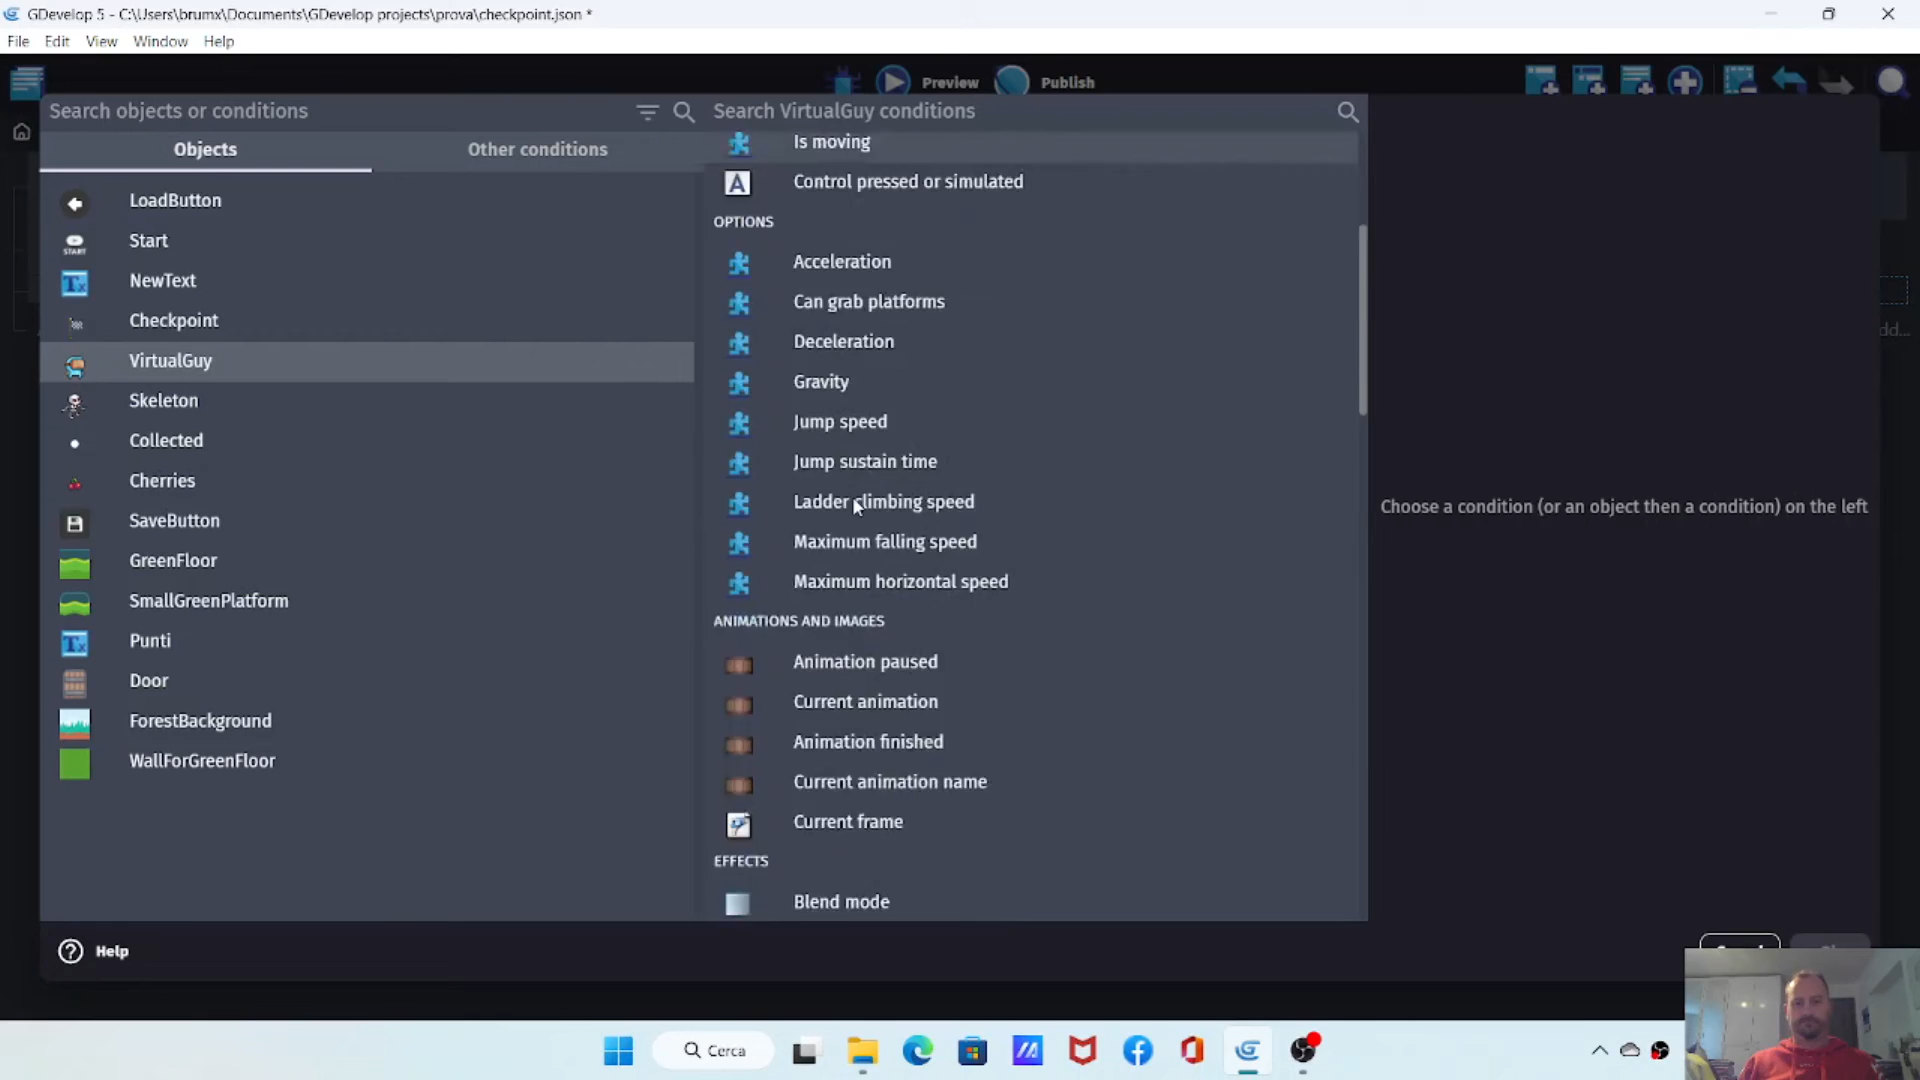 GDevelop 5 - C:\Users\brumx\Documents\GDevelop projects\prova\checkpoint.json *
File Edit View Window Help
Preview Publish
Search objects or conditions
Search VirtualGuy conditions
Objects
Other conditions
LoadButton
START
Start
NewText
Checkpoint
VirtualGuy
Skeleton
Collected
Cherries
SaveButton
GreenFloor
SmallGreenPlatform
Punti
Door
ForestBackground
WallForGreenFloor
Is moving
A Control pressed or simulated
OPTIONS
Acceleration
Can grab platforms
Deceleration
Gravity
Jump speed
Jump sustain time
Ladder climbing speed
Maximum falling speed
Maximum horizontal speed
ANIMATIONS AND IMAGES
Animation paused
Current animation
Animation finished
Current animation name
Current frame
EFFECTS
Blend mode
Choose a condition (or an object then a condition) on the left
Help
Cerca